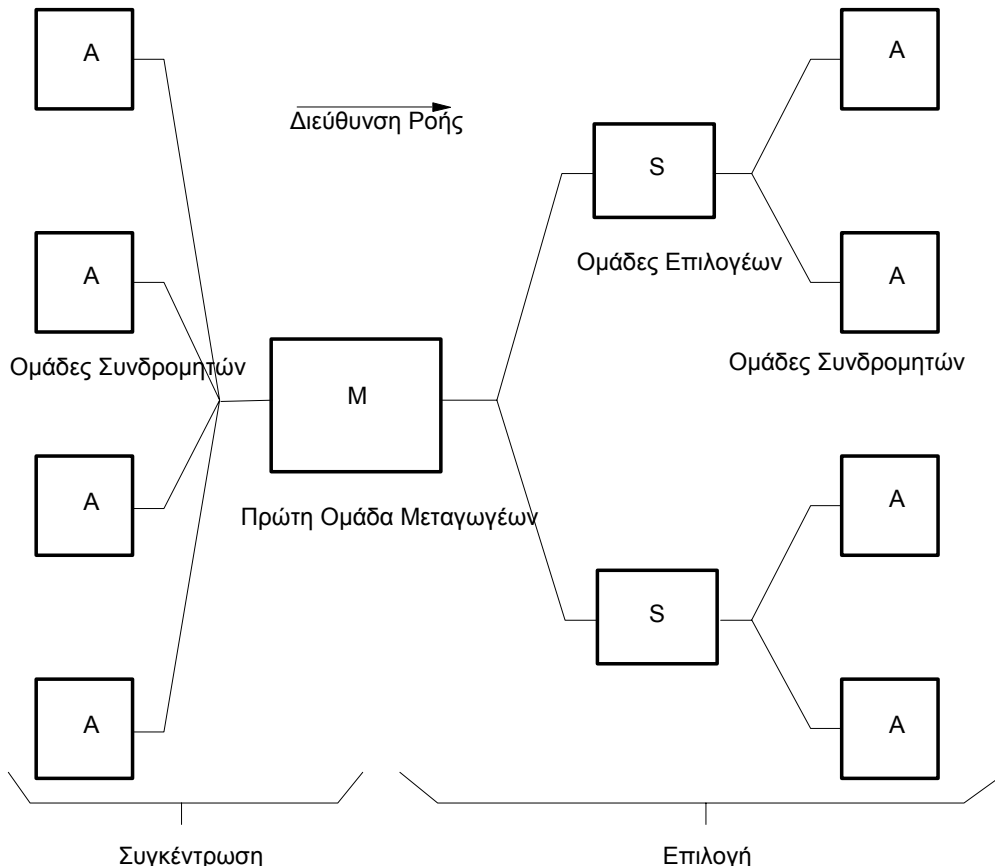 A
A
Διεύθυνση Ροής
S
A
A
Ομάδες Επιλογέων
Ομάδες Συνδρομητών
Ομάδες Συνδρομητών
M
A
A
Πρώτη Ομάδα Μεταγωγέων
S
A
A
Συγκέντρωση
Επιλογή